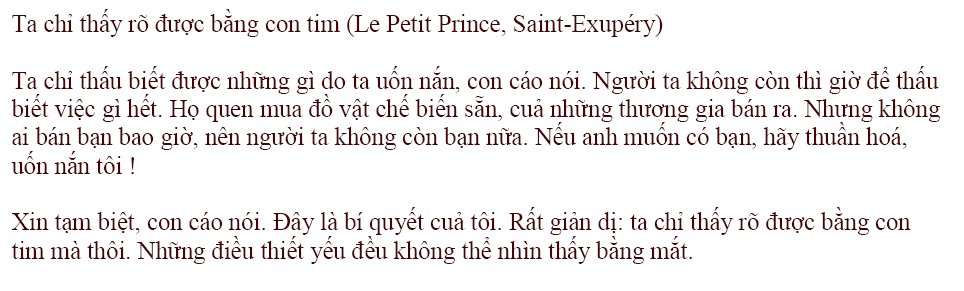 Ta chỉ thấy rõ được bằng con tim (Le Petit Prince, Saint-Exupéry)
Ta chỉ thấu biết được những gì do ta uốn nắn, con cáo nói. Người ta không còn thì giờ để thấu
biết việc gì hết. Họ quen mua đồ vật chế biến sẵn, cuả những thương gia bán ra. Nhưng không
ai bán bạn bao giờ, nên người ta không còn bạn nữa. Nếu anh muốn có bạn, hãy thuần hoá,
uốn nắn tôi !
Xin tạm biệt, con cáo nói. Đây là bí quyết cuả tôi. Rất giản dị: ta chỉ thấy rõ được bằng con
tim mà thôi. Những điều thiết yếu đều không thể nhìn thấy bằng mắt.